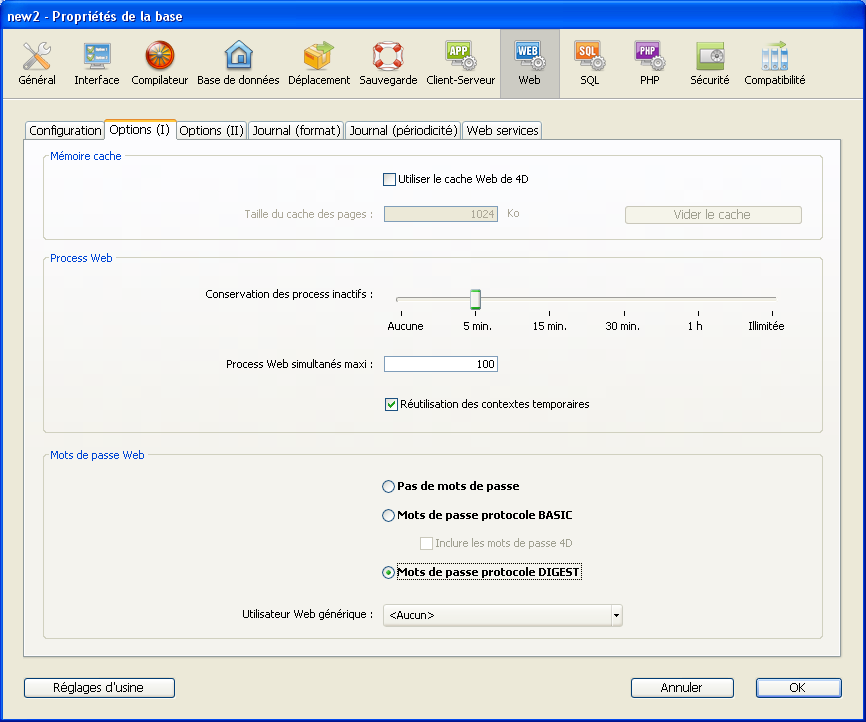 new2 - Propriétés de la base
APP WEB SQL PHP
Général Interface Compilateur Base de données Déplacement Sauvegarde Client-Serveur Web SQL PHP Sécurité Compatibilité
Configuration Options (I) Options (II) Journal (format) Journal (périodicité) Web services
Mémoire cache
Utiliser le cache Web de 4D
Taille du cache des pages : 1024 Ko Vider le cache
Process Web
Conservation des process inactifs :
Aucune 5 min. 15 min. 30 min. 1 h Illimitée
Process Web simultanés maxi : 100
Réutilisation des contextes temporaires
Mots de passe Web
Pas de mots de passe
Mots de passe protocole BASIC
Inclure les mots de passe 4D
Mots de passe protocole DIGEST
Utilisateur Web générique : <Aucun>
Réglages d'usine Annuler OK